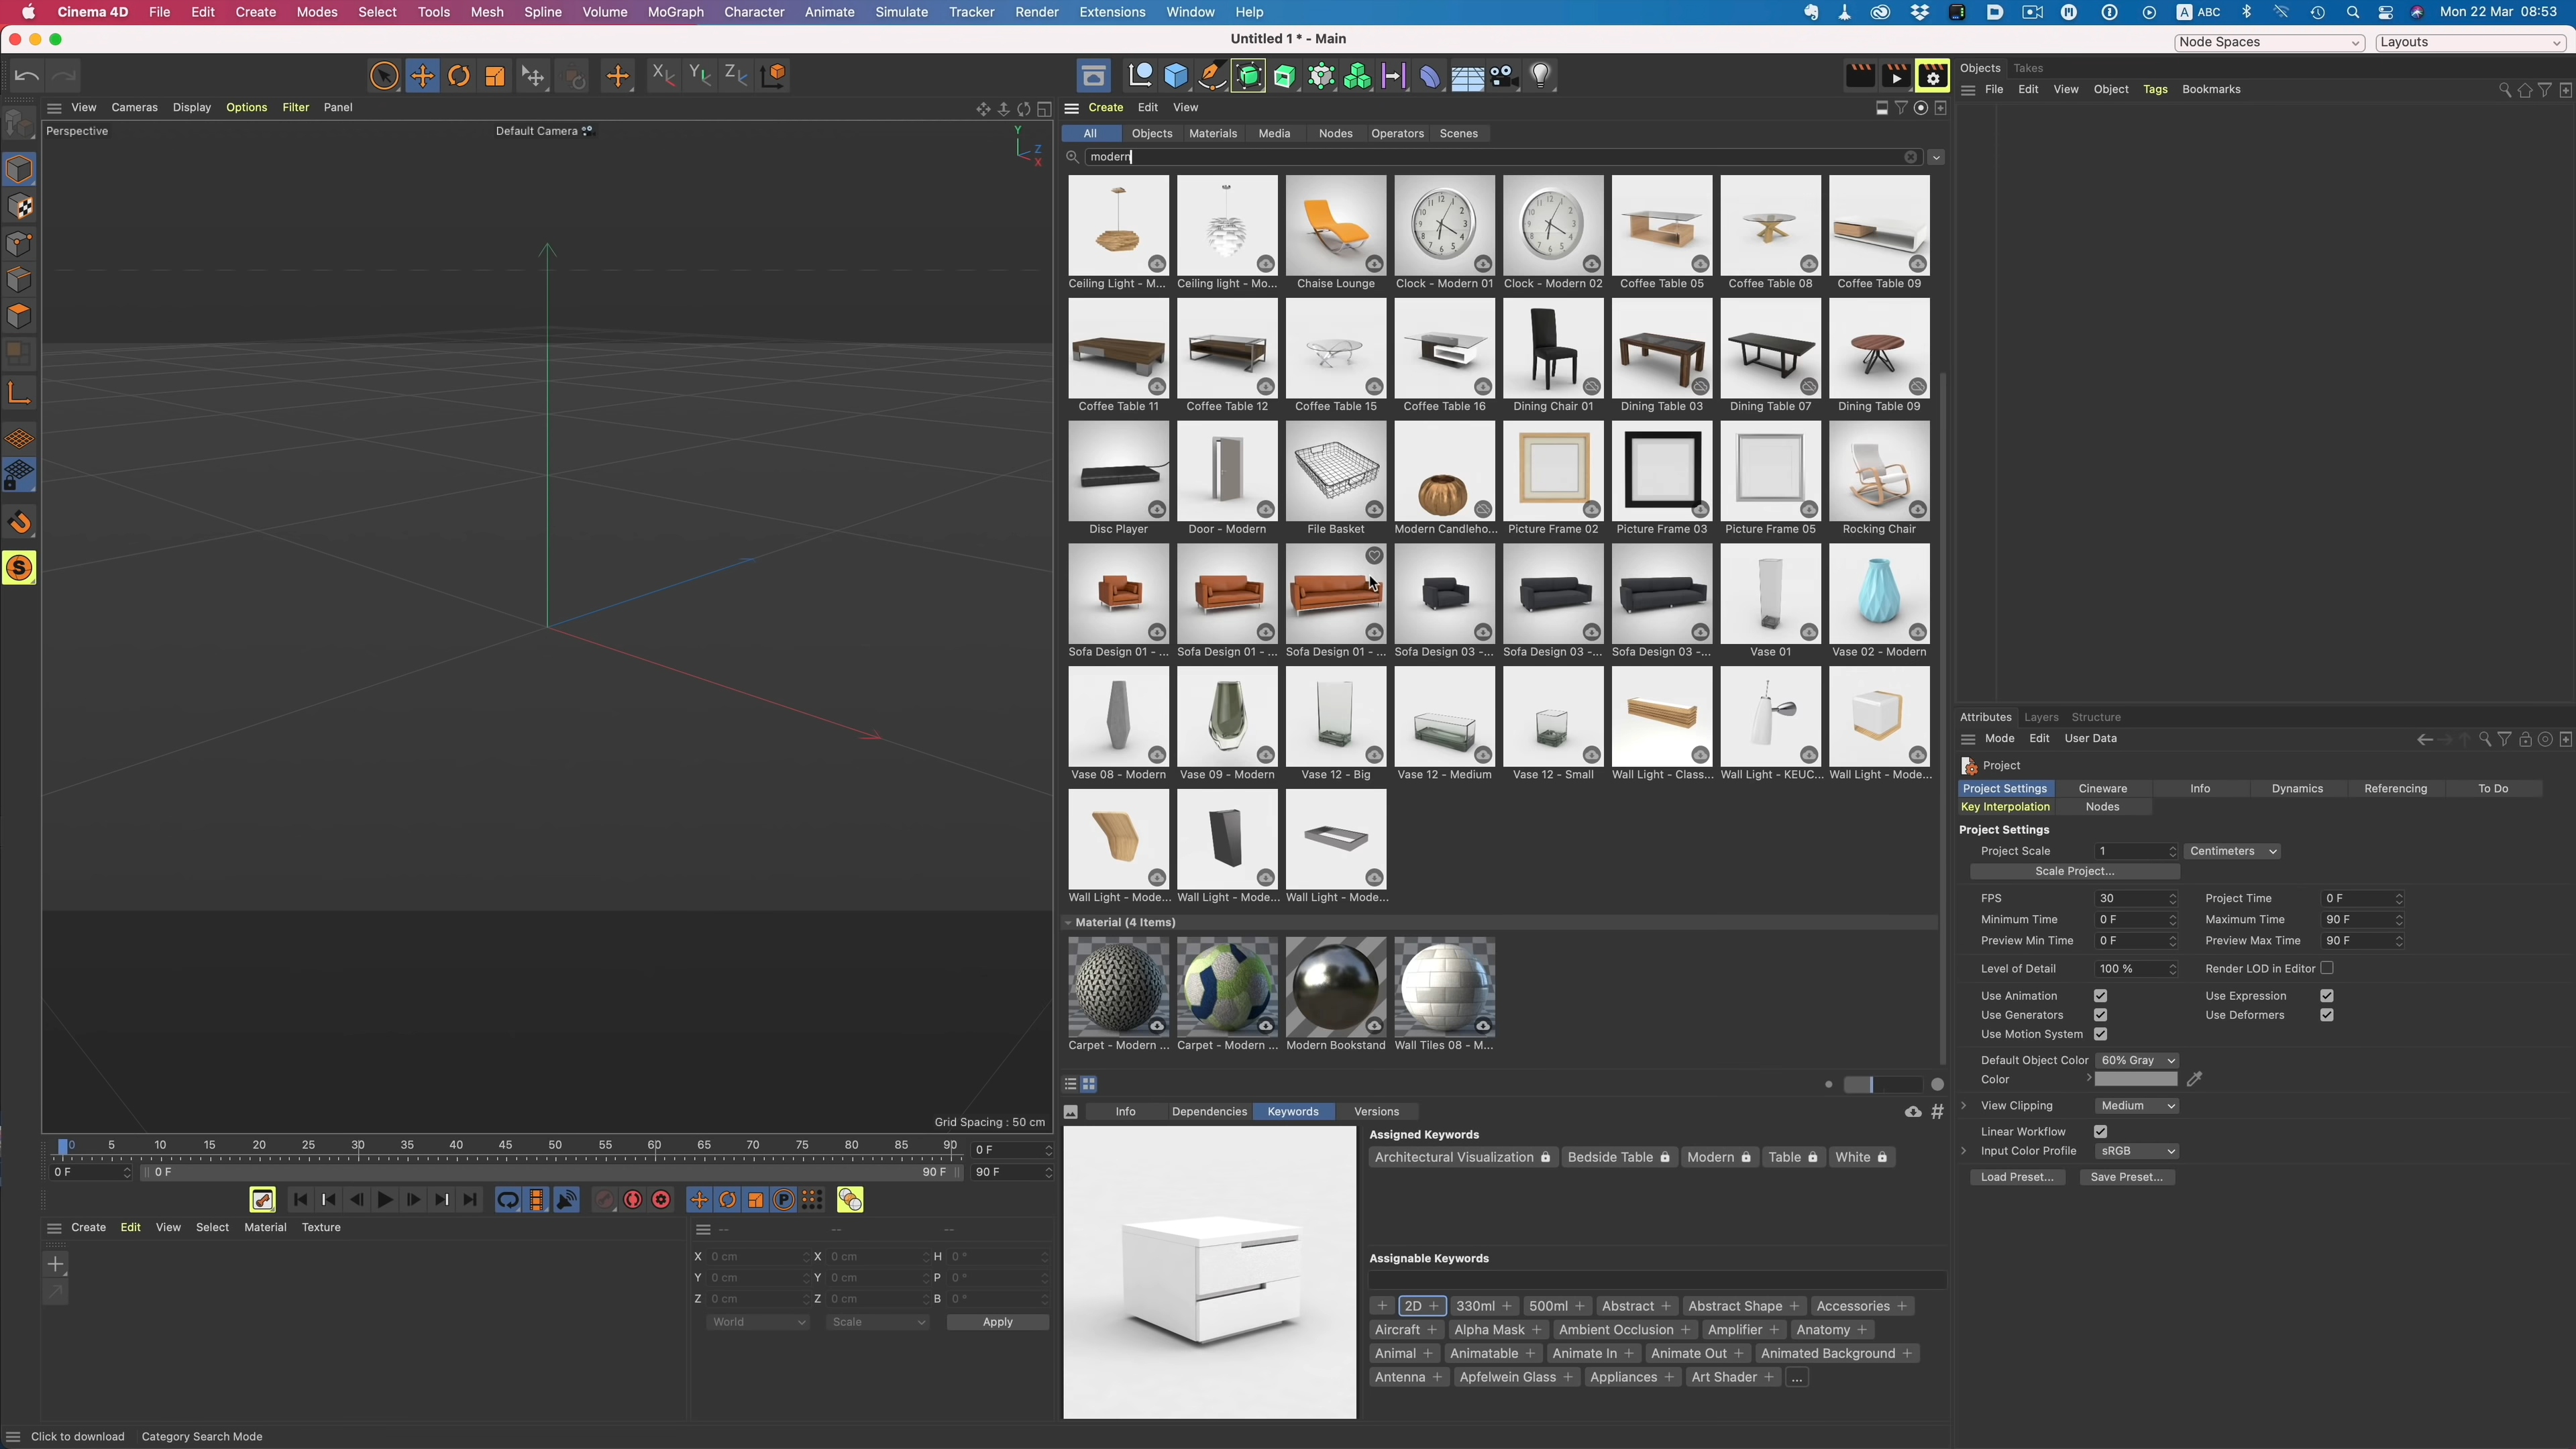 Cinema 4D File Edit Create Modes Select Tools Mesh Spline Volume MoGraph Character Animate Simulate Tracker Render Extensions Window Help A ABC Mon 22 Mar 08:53
Untitled 1 * - Main
Node Spaces Layouts
X Y Z
Objects Takes
File Edit View Object Tags Bookmarks
View Cameras Display Options Filter Panel
Perspective Default Camera
Y Z X
Create Edit View
All Objects Materials Media Nodes Operators Scenes
modern
Ceiling Light - M... Ceiling light - Mo... Chaise Lounge Clock - Modern 01 Clock - Modern 02 Coffee Table 05 Coffee Table 08 Coffee Table 09
Coffee Table 11 Coffee Table 12 Coffee Table 15 Coffee Table 16 Dining Chair 01 Dining Table 03 Dining Table 07 Dining Table 09
Disc Player Door - Modern File Basket Modern Candleho... Picture Frame 02 Picture Frame 03 Picture Frame 05 Rocking Chair
Sofa Design 01 - ... Sofa Design 01 - ... Sofa Design 01 - ... Sofa Design 03 -... Sofa Design 03 -... Sofa Design 03 -... Vase 01 Vase 02 - Modern
Vase 08 - Modern Vase 09 - Modern Vase 12 - Big Vase 12 - Medium Vase 12 - Small Wall Light - Class... Wall Light - KEUC... Wall Light - Mode...
Wall Light - Mode... Wall Light - Mode... Wall Light - Mode...
Material (4 Items)
Carpet - Modern ... Carpet - Modern ... Modern Bookstand Wall Tiles 08 - M...
Info Dependencies Keywords Versions
Assigned Keywords
Architectural Visualization Bedside Table Modern Table White
Assignable Keywords
+ 2D + 330ml + 500ml + Abstract + Abstract Shape + Accessories +
Aircraft + Alpha Mask + Ambient Occlusion + Amplifier + Anatomy +
Animal + Animatable + Animate In + Animate Out + Animated Background +
Antenna + Apfelwein Glass + Appliances + Art Shader + ...
Grid Spacing : 50 cm
0 5 10 15 20 25 30 35 40 45 50 55 60 65 70 75 80 85 90 0 F
0 F 0 F 90 F 90 F
Create Edit View Select Material Texture
-- -- --
X 0 cm X 0 cm H 0 °
Y 0 cm Y 0 cm P 0 °
Z 0 cm Z 0 cm B 0 °
World Scale Apply
Click to download Category Search Mode
Attributes Layers Structure
Mode Edit User Data
Project
Project Settings Cineware Info Dynamics Referencing To Do
Key Interpolation Nodes
Project Settings
Project Scale 1 Centimeters
Scale Project...
FPS 30 Project Time 0 F
Minimum Time 0 F Maximum Time 90 F
Preview Min Time 0 F Preview Max Time 90 F
Level of Detail 100 % Render LOD in Editor
Use Animation Use Expression
Use Generators Use Deformers
Use Motion System
Default Object Color 60% Gray
Color
View Clipping Medium
Linear Workflow
Input Color Profile sRGB
Load Preset... Save Preset...